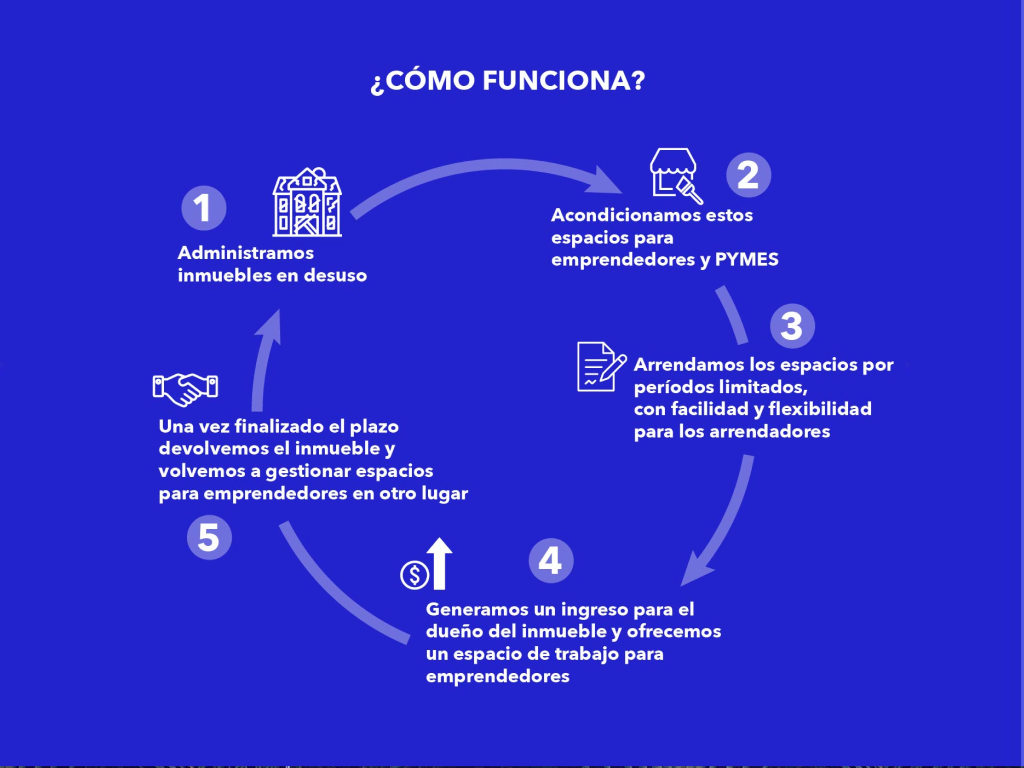 ¿CÓMO FUNCIONA?
1
Administramos
inmuebles en desuso
2
Acondicionamos estos
espacios para
emprendedores y PYMES
3
Arrendamos los espacios por
períodos limitados,
con facilidad y flexibilidad
para los arrendadores
4
$
Generamos un ingreso para el
dueño del inmueble y ofrecemos
un espacio de trabajo para
emprendedores
Una vez finalizado el plazo
devolvemos el inmueble y
volvemos a gestionar espacios
para emprendedores en otro lugar
5